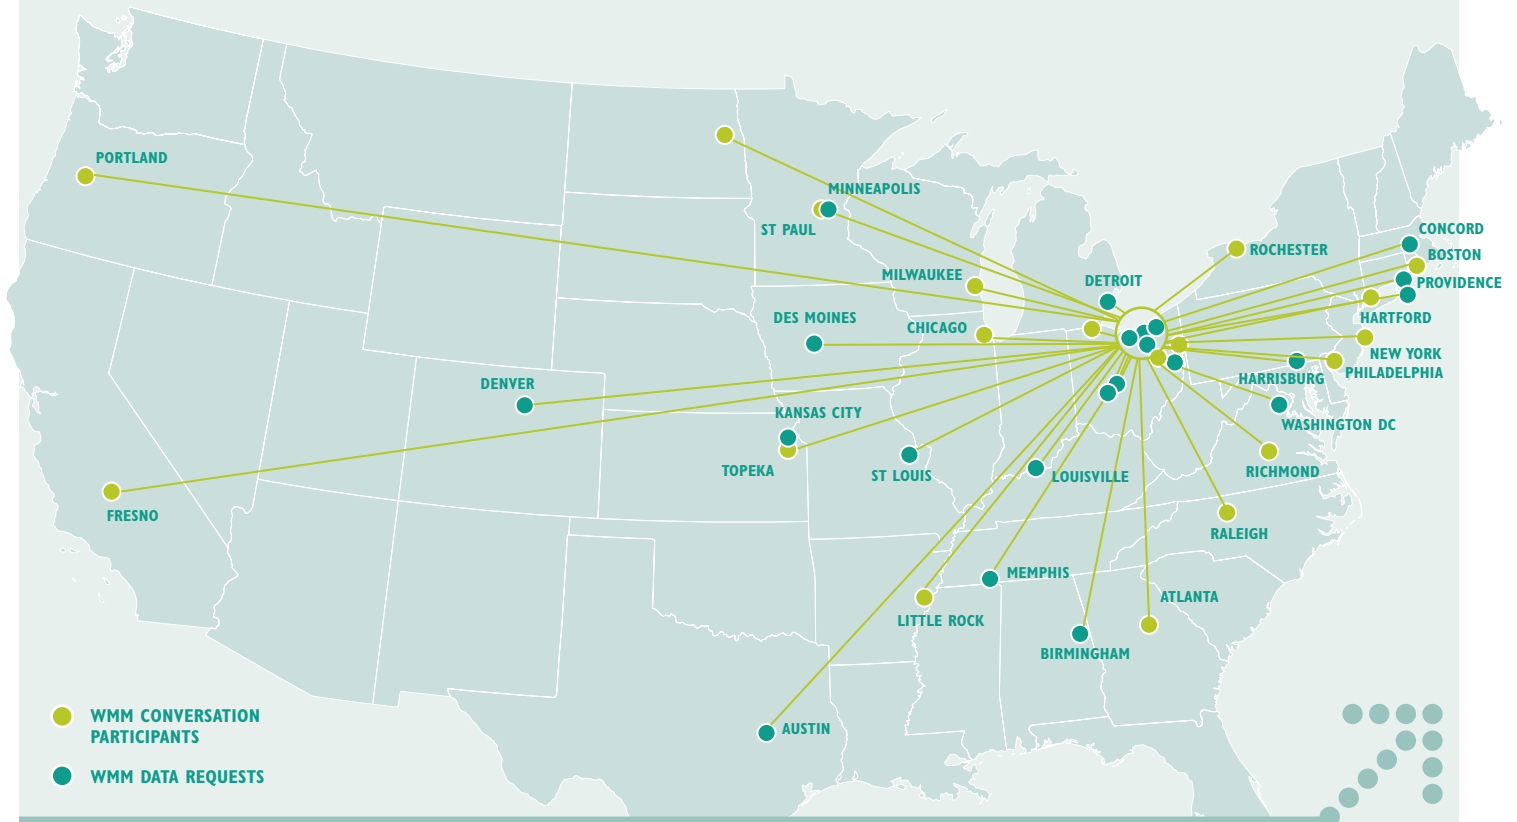 PORTLAND
MINNEAPOLIS
ST PAUL
CONCORD
ROCHESTER
BOSTON
MILWAUKEE
DETROIT
PROVIDENCE
DES MOINES
CHICAGO
HARTFORD
NEW YORK
PHILADELPHIA
HARRISBURG
DENVER
KANSAS CITY
WASHINGTON DC
TOPEKA
ST LOUIS
LOUISVILLE
RICHMOND
FRESNO
RALEIGH
MEMPHIS
ATLANTA
LITTLE ROCK
BIRMINGHAM
AUSTIN
WMM CONVERSATION
PARTICIPANTS
WMM DATA REQUESTS